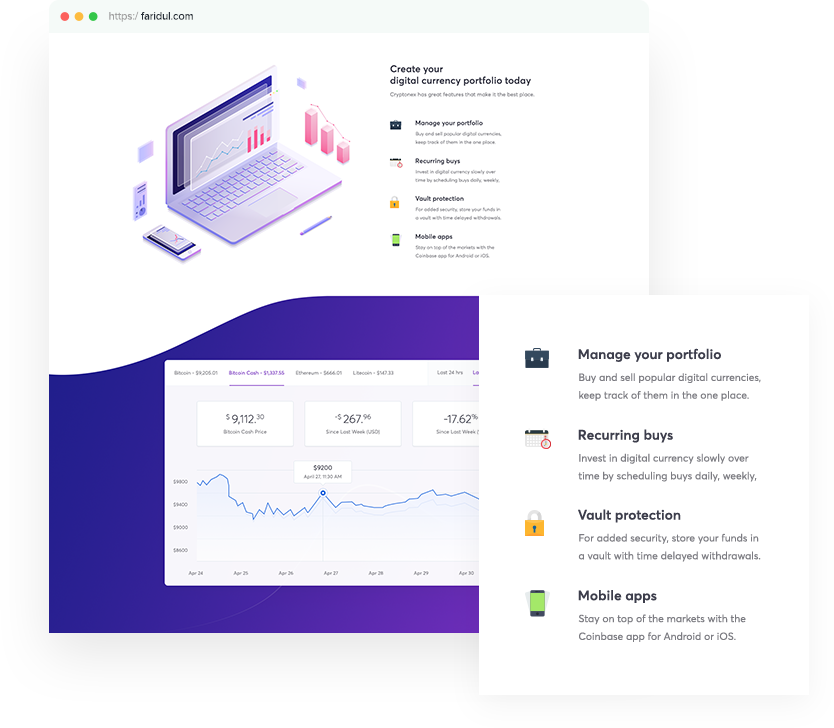 https:/ faridul.com
Create your
digital currency portfolio today
Cryptonex has great features that make it the best place.
Manage your portfolio
Buy and sell popular digital currencies,
keep track of them in the one place.
Recurring buys
Invest in digital currency slowly over
time by scheduling buys daily, weekly,
Vault protection
For added security, store your funds in
a vault with time delayed withdrawals.
Mobile apps
Stay on top of the markets with the
Coinbase app for Android or iOS.
Bitcoin - $9,205.01 Bitcoin Cash - $1,337.55 Ethereum - $666.01 Litecoin - $147.33 Last 24 hrs
$ 9,112.30 -$ 267.96 -17.62%
Bitcoin Cash Price Since Last Week (USD) Since Last Week (
$9200
April 27, 11:30 AM
$9800
$9400
$9000
$8600
Apr 24 Apr 25 Apr 26 Apr 27 Apr 28 Apr 29 Apr 30
Manage your portfolio
Buy and sell popular digital currencies,
keep track of them in the one place.
Recurring buys
Invest in digital currency slowly over
time by scheduling buys daily, weekly,
Vault protection
For added security, store your funds in
a vault with time delayed withdrawals.
Mobile apps
Stay on top of the markets with the
Coinbase app for Android or iOS.